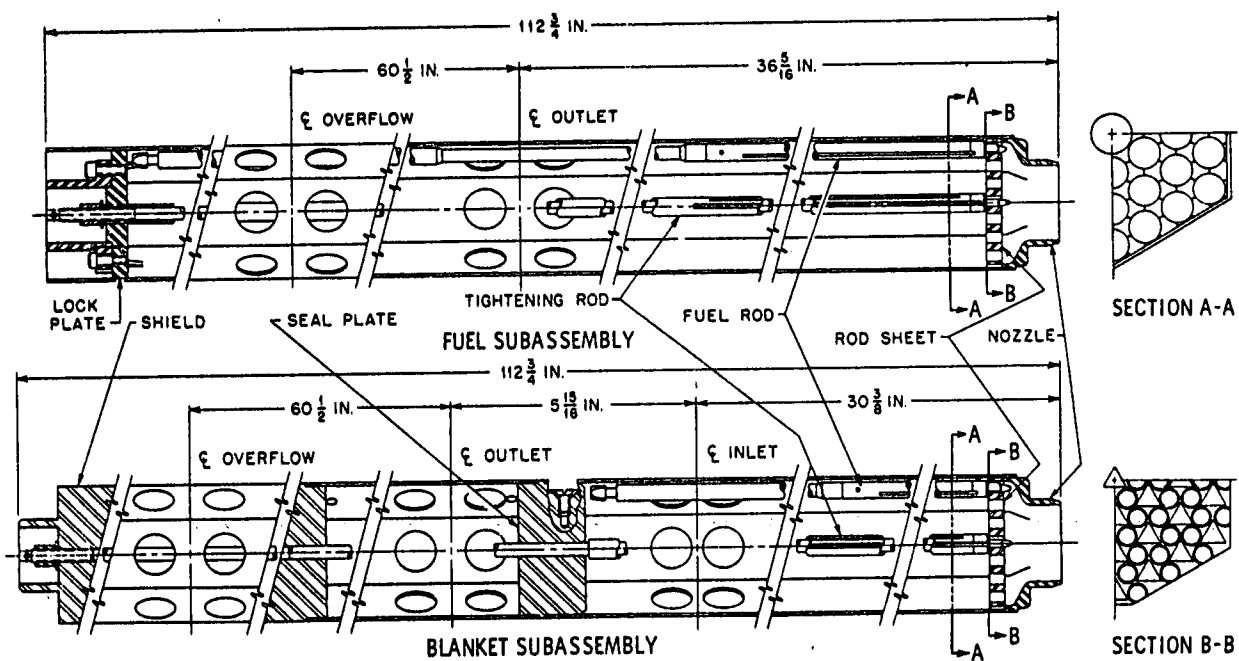 112 3/4 IN.
60 1/2 IN.
36 5/16 IN.
A
B
℄ OVERFLOW
℄ OUTLET
A
B
LOCK
PLATE
SHIELD
SEAL PLATE
TIGHTENING ROD
FUEL ROD
ROD SHEET
NOZZLE
SECTION A-A
FUEL SUBASSEMBLY
112 3/4 IN.
60 1/2 IN.
5 15/16 IN.
30 3/8 IN.
A
B
℄ OVERFLOW
℄ OUTLET
℄ INLET
B
A
BLANKET SUBASSEMBLY
SECTION B-B